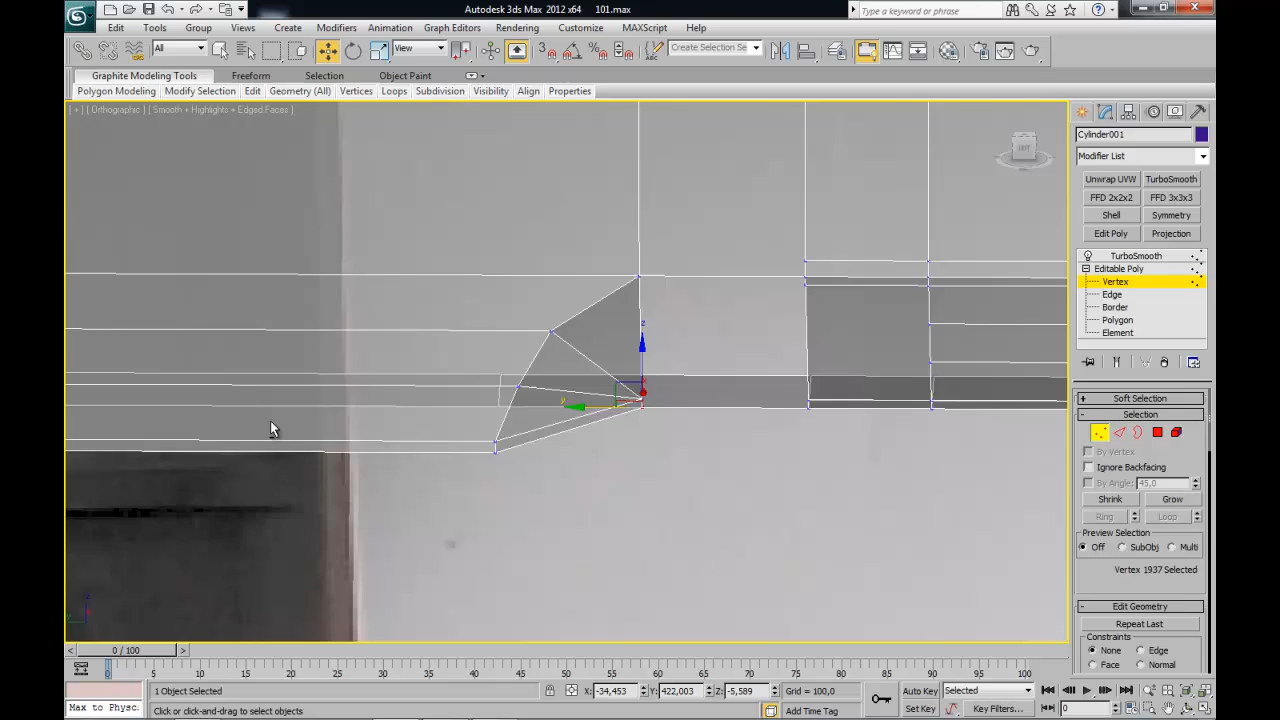 Autodesk 3ds Max 2012 x64 101.max
Type a keyword or phrase
Edit Tools Group Views Create Modifiers Animation Graph Editors Rendering Customize MAXScript Help
All View Create Selection Se
Graphite Modeling Tools Freeform Selection Object Paint
Polygon Modeling Modify Selection Edit Geometry (All) Vertices Loops Subdivision Visibility Align Properties
[ + ] [ Orthographic ] [ Smooth + Highlights + Edged Faces ]
LEFT
z
y
Cylinder001
Modifier List
Unwrap UVW TurboSmooth
FFD 2x2x2 FFD 3x3x3
Shell Symmetry
Edit Poly Projection
TurboSmooth
Editable Poly
Vertex
Edge
Border
Polygon
Element
+ Soft Selection
- Selection
By Vertex
Ignore Backfacing
By Angle: 45,0
Shrink Grow
Ring Loop
Preview Selection
Off SubObj Multi
Vertex 1937 Selected
- Edit Geometry
Repeat Last
Constraints
None Edge
Face Normal
< 0 / 100 >
0 5 10 15 20 25 30 35 40 45 50 55 60 65 70 75 80 85 90 95 100
1 Object Selected X: -34,453 Y: 422,003 Z: -5,589 Grid = 100,0 Auto Key Selected
Max to Physc. Click or click-and-drag to select objects Add Time Tag Set Key Key Filters... 0